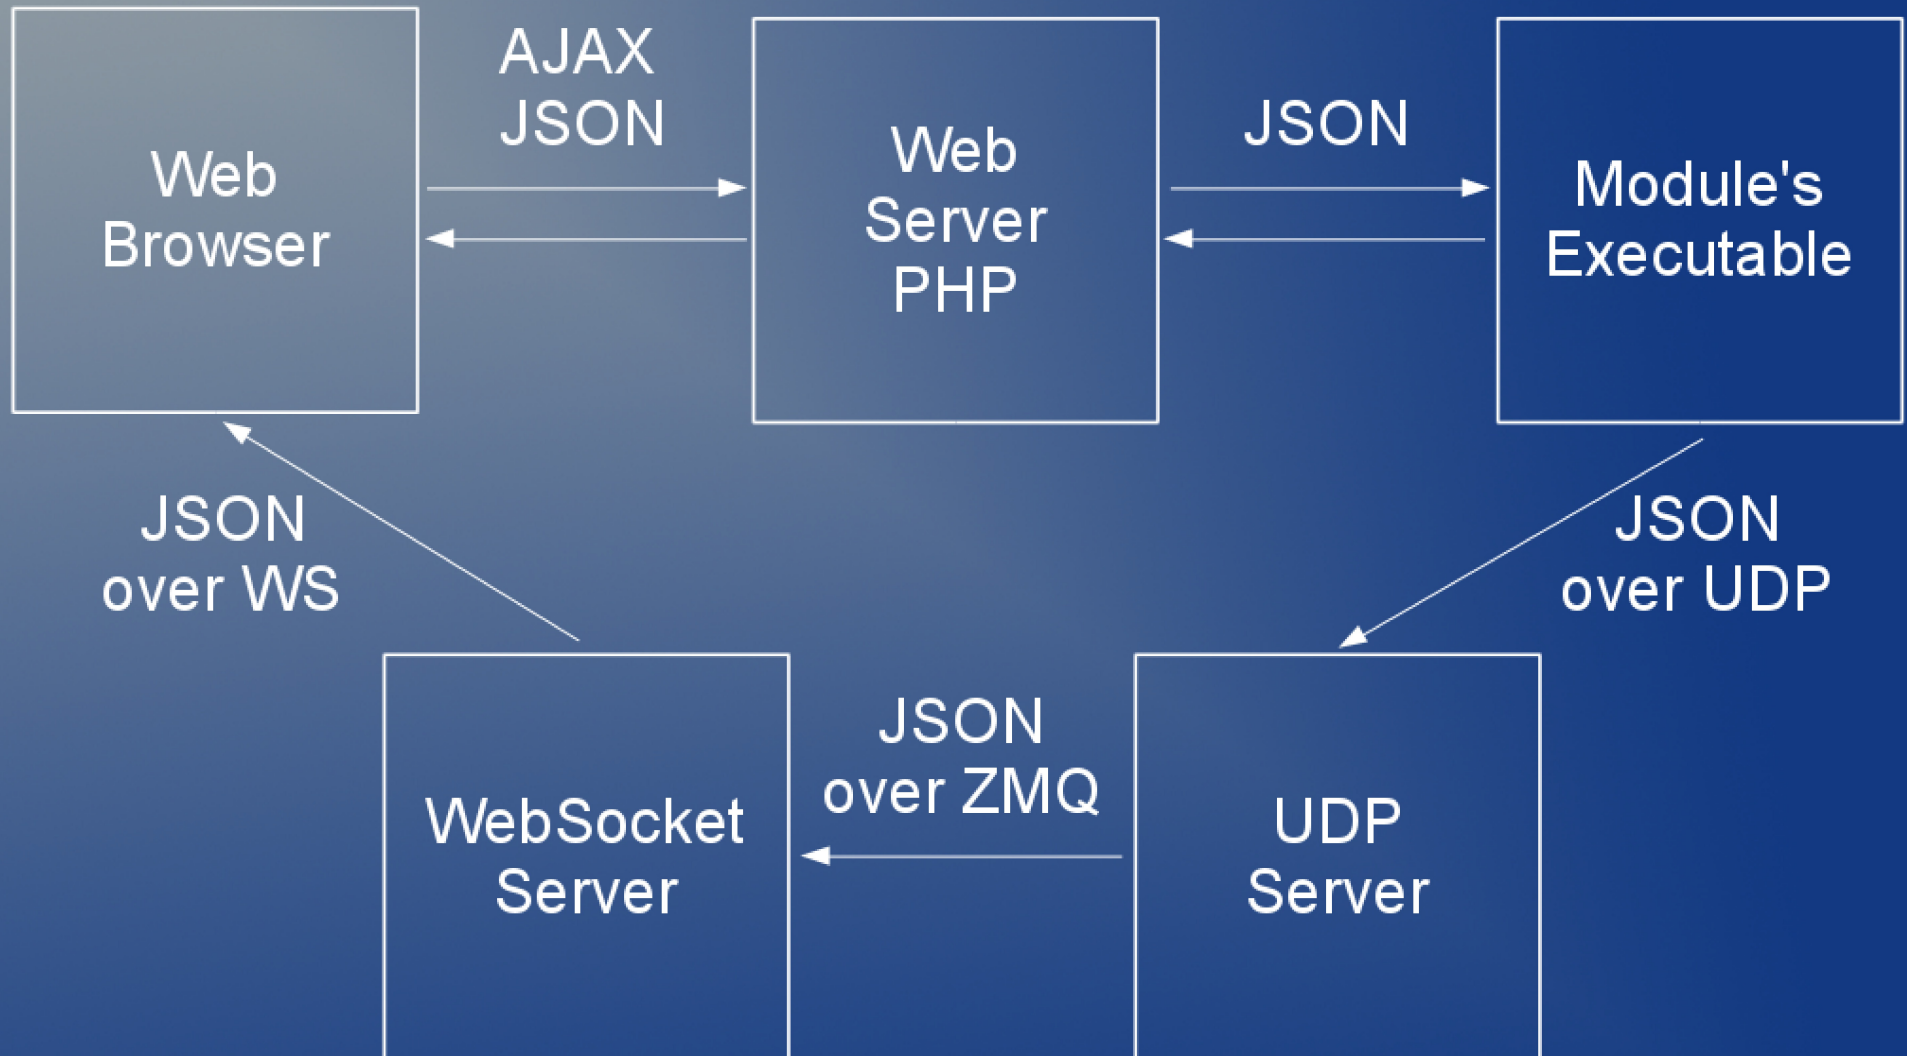 Web
Browser
AJAX
JSON
Web
Server
PHP
JSON
Module's
Executable
JSON
over WS
JSON
over UDP
WebSocket
Server
JSON
over ZMQ
UDP
Server